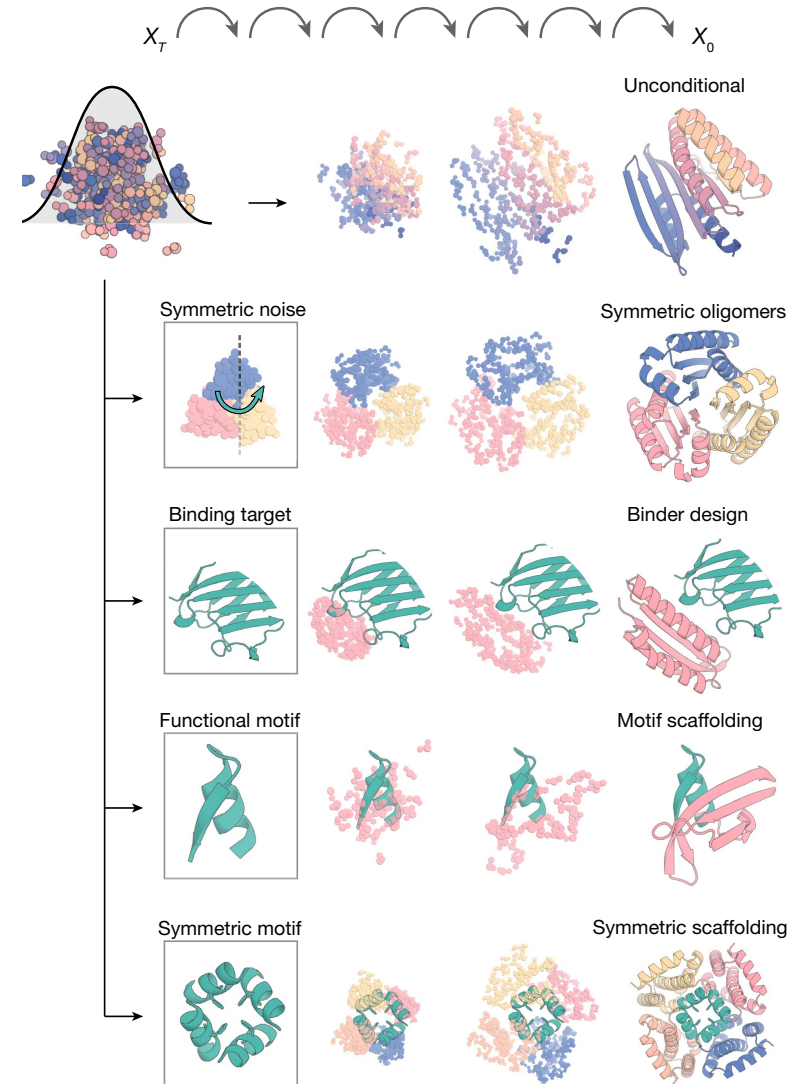 X_T X_0
Unconditional
Symmetric noise
Symmetric oligomers
Binding target
Binder design
Functional motif
Motif scaffolding
Symmetric motif
Symmetric scaffolding